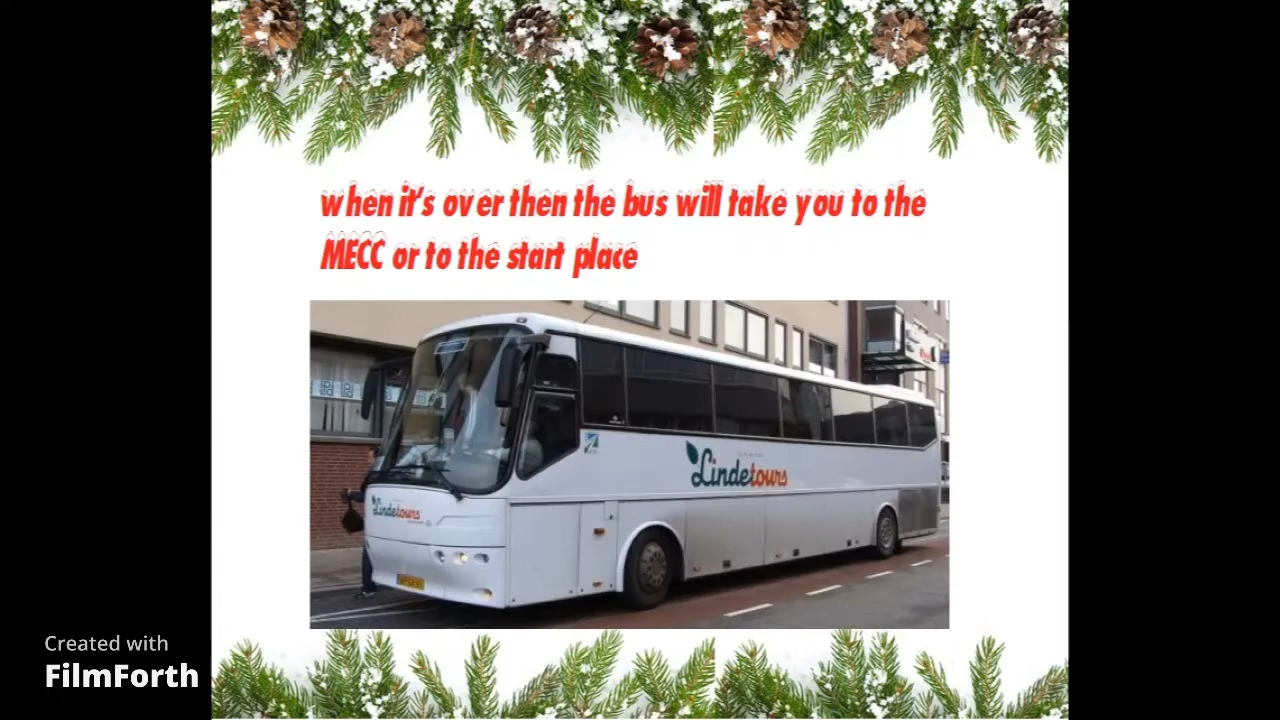 when it's over then the bus will take you to the
MECC or to the start place
Lindetours
Lindetours
Created with
FilmForth